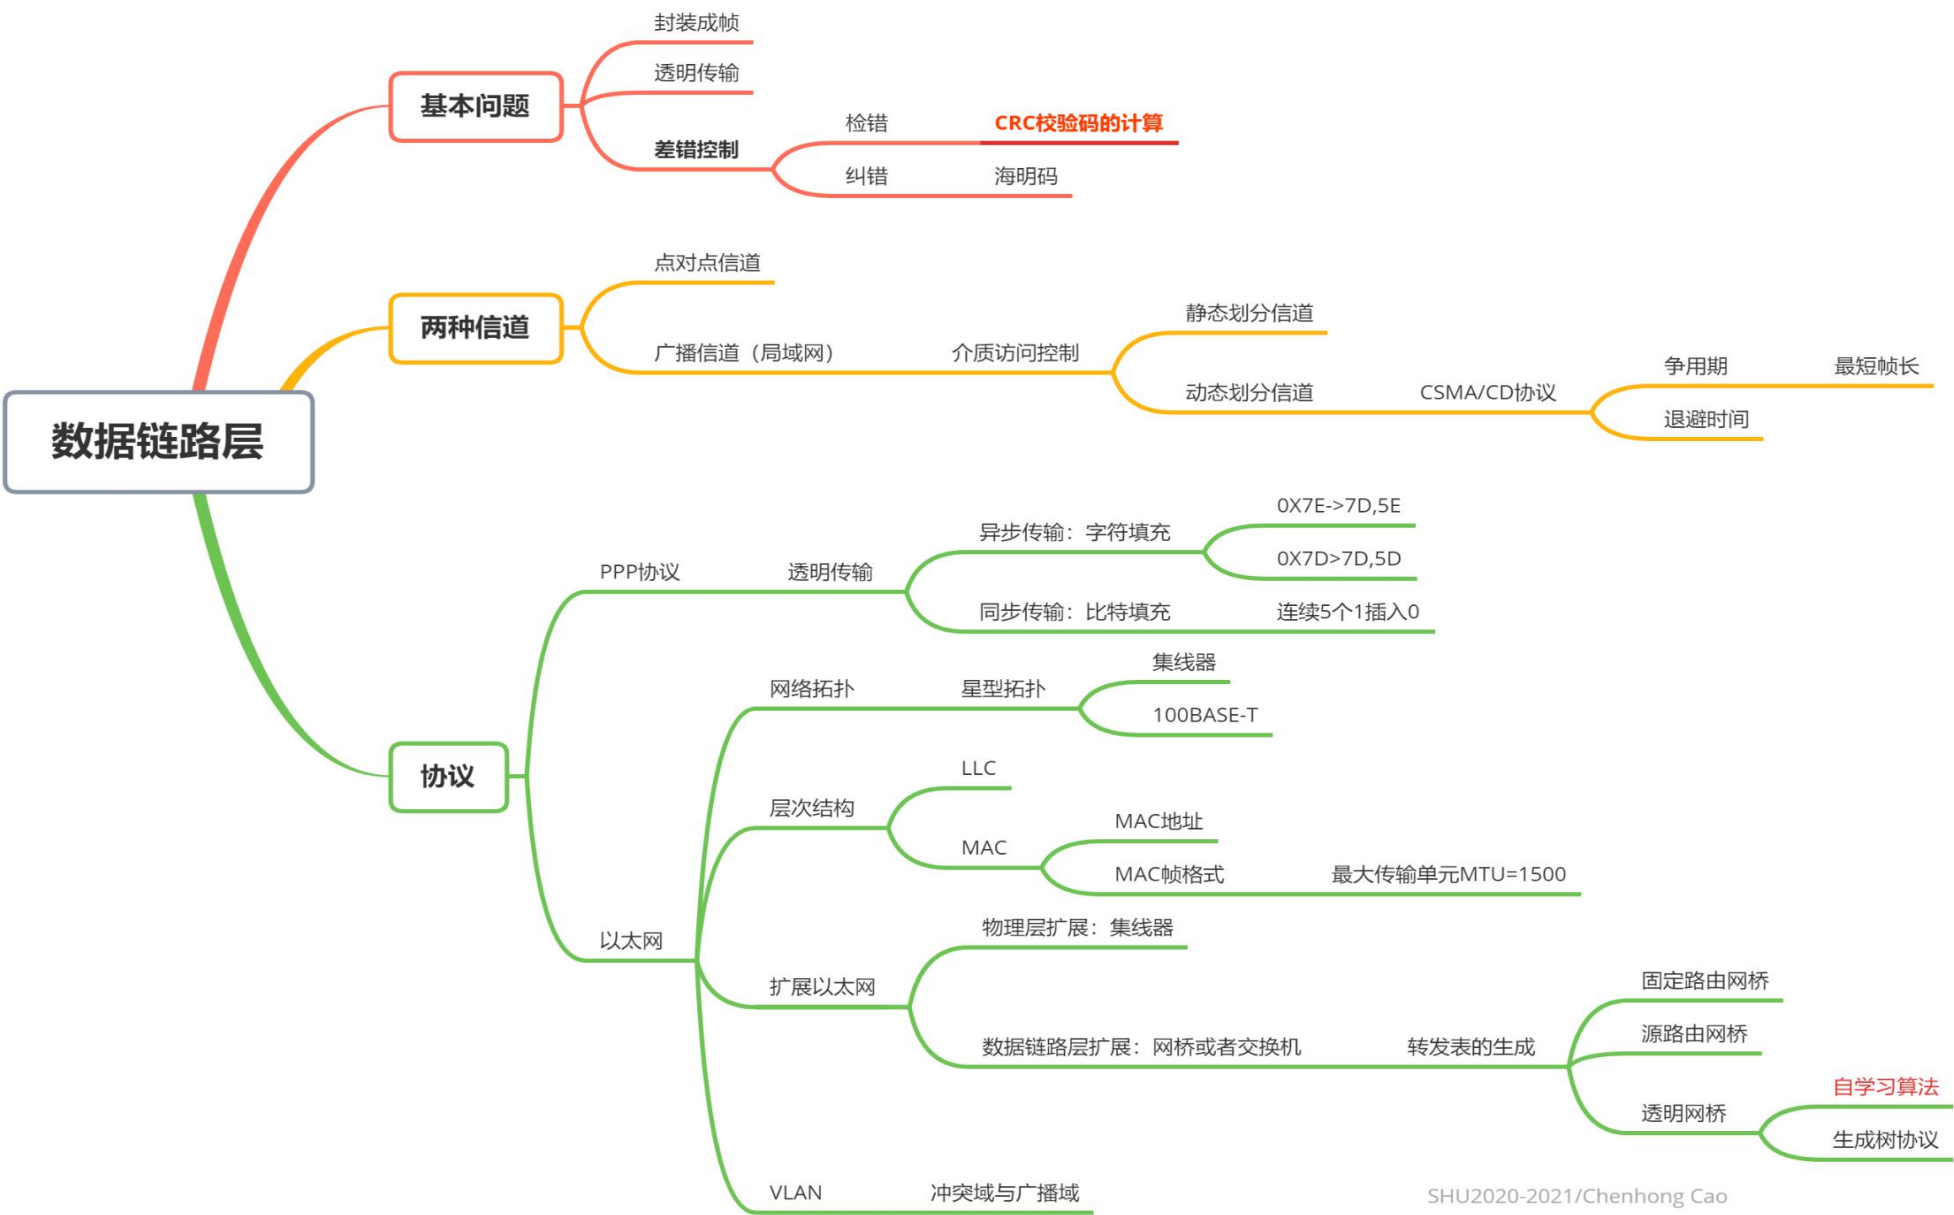 数据链路层
基本问题
封装成帧
透明传输
差错控制
检错
CRC校验码的计算
纠错
海明码
两种信道
点对点信道
广播信道（局域网）
介质访问控制
静态划分信道
动态划分信道
CSMA/CD协议
争用期
最短帧长
退避时间
协议
PPP协议
透明传输
异步传输：字符填充
0X7E->7D,5E
0X7D>7D,5D
同步传输：比特填充
连续5个1插入0
以太网
网络拓扑
星型拓扑
集线器
100BASE-T
层次结构
LLC
MAC
MAC地址
MAC帧格式
最大传输单元MTU=1500
扩展以太网
物理层扩展：集线器
数据链路层扩展：网桥或者交换机
转发表的生成
固定路由网桥
源路由网桥
透明网桥
自学习算法
生成树协议
VLAN
冲突域与广播域
SHU2020-2021/Chenhong Cao